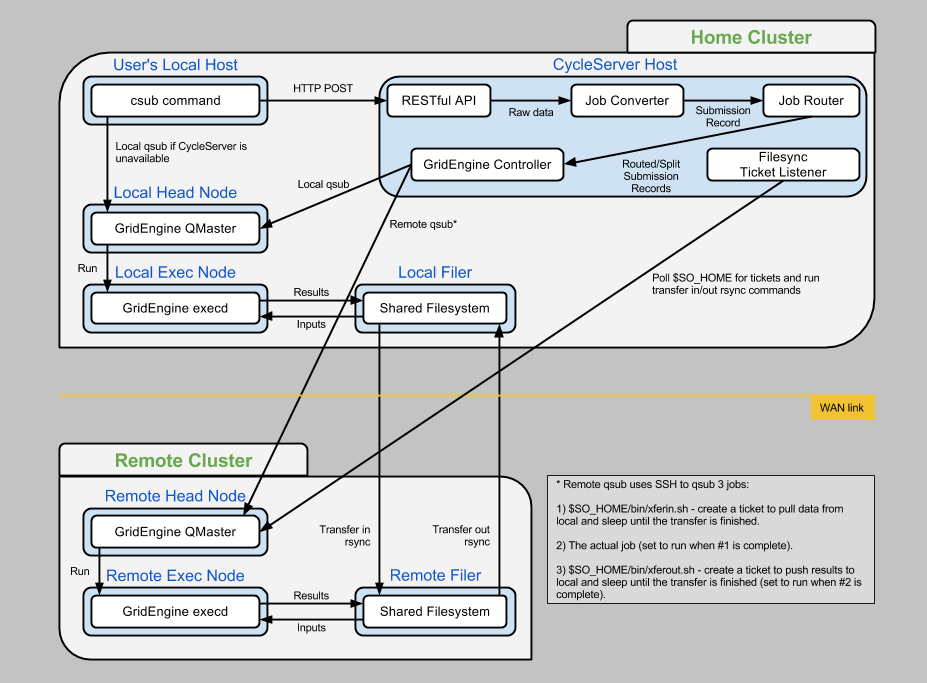 Home Cluster
User's Local Host
CycleServer Host
csub command
HTTP POST
RESTful API
Raw data
Job Converter
Submission
Record
Job Router
Local qsub if CycleServer is
unavailable
GridEngine Controller
Routed/Split
Submission
Records
Filesync
Ticket Listener
Local qsub
Local Head Node
GridEngine QMaster
Remote qsub*
Run
Local Exec Node
Local Filer
GridEngine execd
Results
Inputs
Shared Filesystem
Poll $SO_HOME for tickets and run
transfer in/out rsync commands
WAN link
Remote Cluster
Remote Head Node
GridEngine QMaster
Transfer in
rsync
Transfer out
rsync
Run
Remote Exec Node
Remote Filer
GridEngine execd
Results
Inputs
Shared Filesystem
* Remote qsub uses SSH to qsub 3 jobs:
1) $SO_HOME/bin/xferin.sh - create a ticket to pull data from
local and sleep until the transfer is finished.
2) The actual job (set to run when #1 is complete).
3) $SO_HOME/bin/xferout.sh - create a ticket to push results to
local and sleep until the transfer is finished (set to run when #2 is
complete).